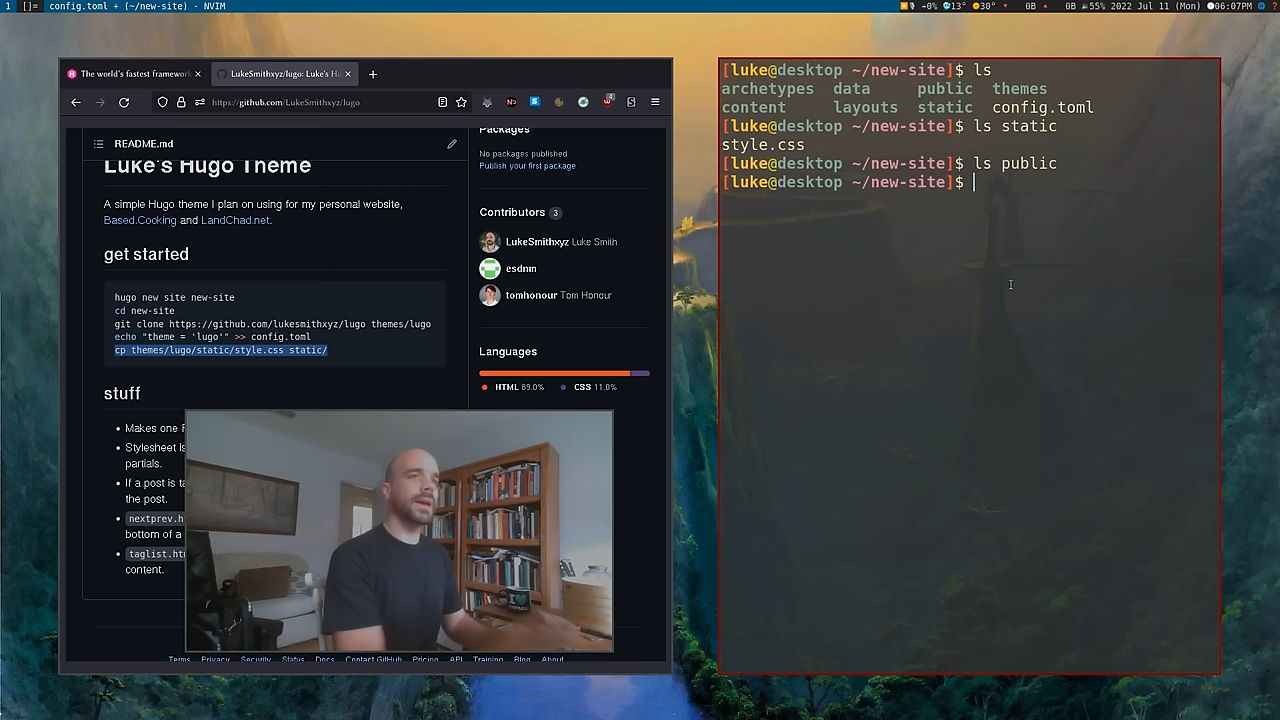 1 []= config.toml + (~/new-site) - NVIM
+0% 13° 30° 0B 0B 55% 2022 Jul 11 (Mon) 06:07PM
The world's fastest framework
LukeSmithxyz/lugo: Luke's Hu
https://github.com/LukeSmithxyz/lugo
README.md
Luke's Hugo Theme
A simple Hugo theme I plan on using for my personal website,
Based.Cooking and LandChad.net.
get started
hugo new site new-site
cd new-site
git clone https://github.com/lukesmithxyz/lugo themes/lugo
echo "theme = 'lugo'" >> config.toml
cp themes/lugo/static/style.css static/
stuff
Makes one F
Stylesheet is
partials.
If a post is ta
the post.
nextprev.h
bottom of a
taglist.htm
content.
Packages
No packages published
Publish your first package
Contributors 3
LukeSmithxyz Luke Smith
esdnm
tomhonour Tom Honour
Languages
HTML 89.0% CSS 11.0%
Terms Privacy Security Status Docs Contact GitHub Pricing API Training Blog About
[luke@desktop ~/new-site]$ ls
archetypes data public themes
content layouts static config.toml
[luke@desktop ~/new-site]$ ls static
style.css
[luke@desktop ~/new-site]$ ls public
[luke@desktop ~/new-site]$